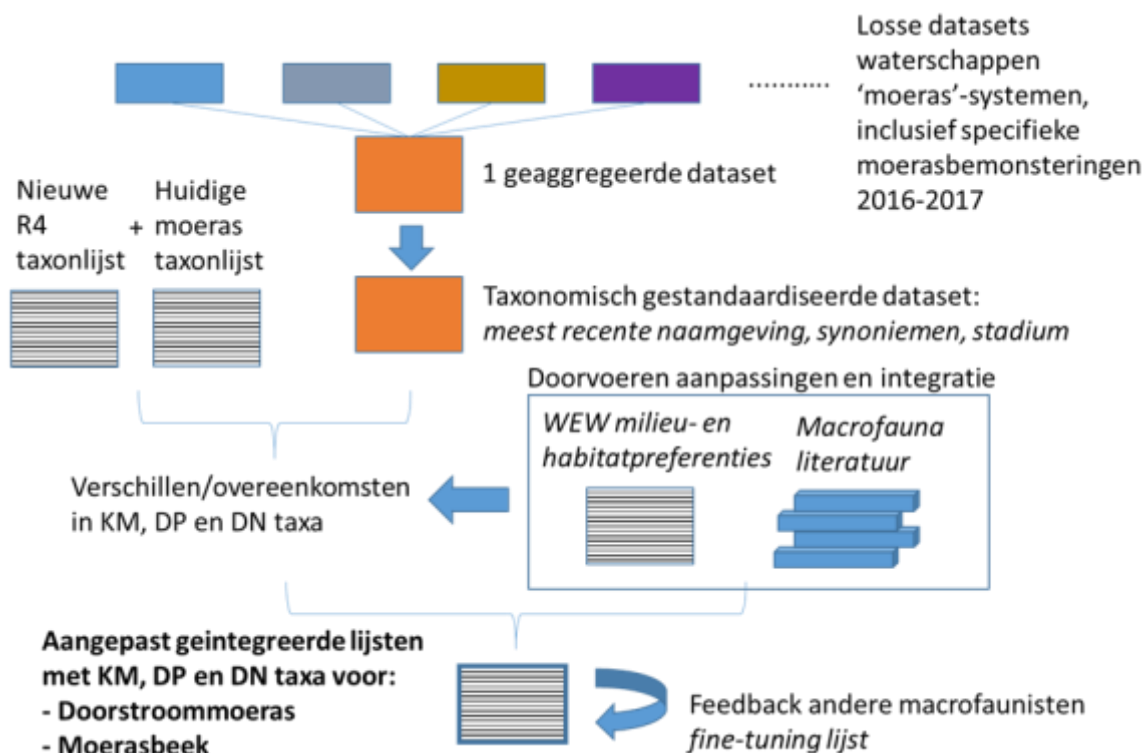 Losse datasets
waterschappen
‘moeras’-systemen,
inclusief specifieke
moerasbemonsteringen
2016-2017
...........
1 geaggregeerde dataset
Nieuwe
R4
taxonlijst
+
Huidige
moeras
taxonlijst
Taxonomisch gestandaardiseerde dataset:
meest recente naamgeving, synoniemen, stadium
Doorvoeren aanpassingen en integratie
WEW milieu- en
habitatpreferenties
Macrofauna
literatuur
Verschillen/overeenkomsten
in KM, DP en DN taxa
Aangepast geintegreerde lijsten
met KM, DP en DN taxa voor:
- Doorstroommoeras
- Moerasbeek
Feedback andere macrofaunisten
fine-tuning lijst